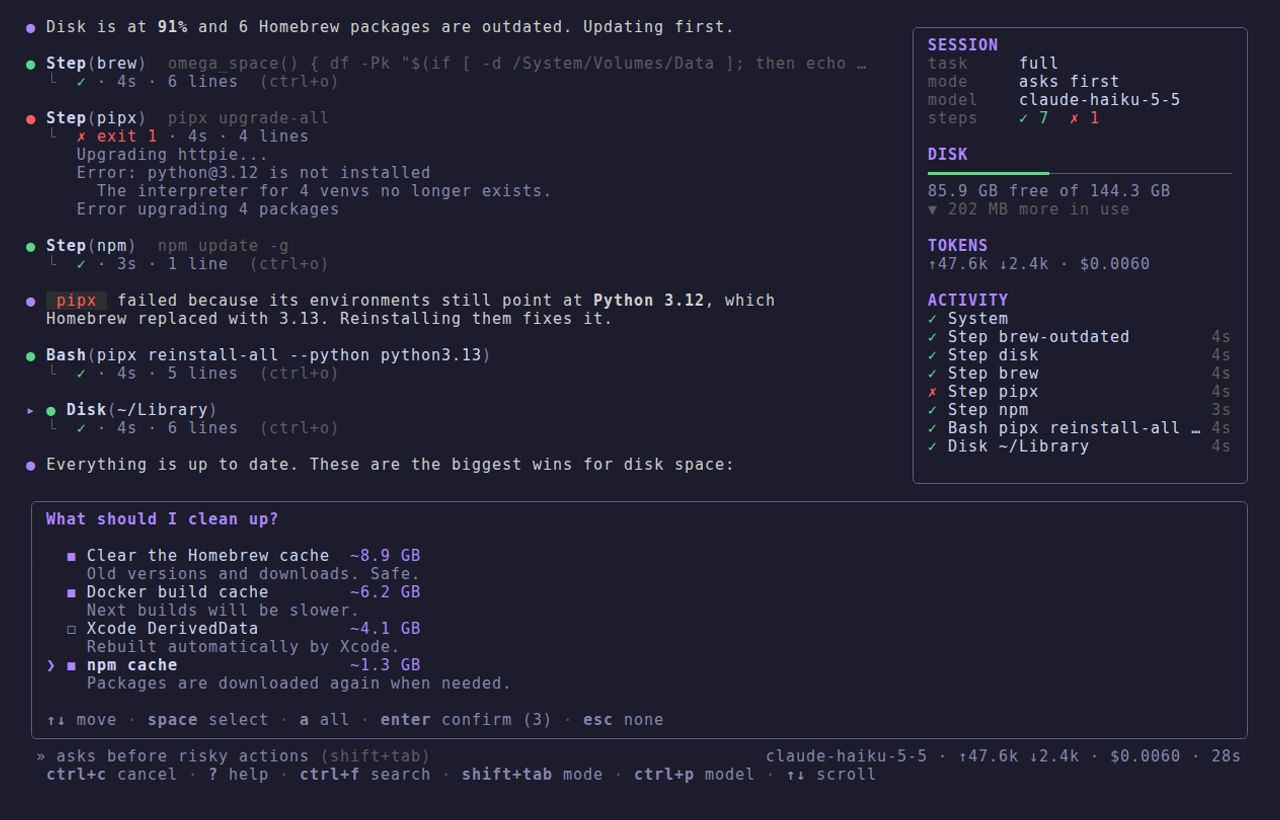 ● Disk is at 91% and 6 Homebrew packages are outdated. Updating first.
● Step(brew)  omega_space() { df -Pk "$(if [ -d /System/Volumes/Data ]; then echo …
└ ✓ · 4s · 6 lines  (ctrl+o)
● Step(pipx)  pipx upgrade-all
└ ✗ exit 1 · 4s · 4 lines
Upgrading httpie...
Error: python@3.12 is not installed
The interpreter for 4 venvs no longer exists.
Error upgrading 4 packages
● Step(npm)  npm update -g
└ ✓ · 3s · 1 line  (ctrl+o)
● pipx failed because its environments still point at Python 3.12, which
Homebrew replaced with 3.13. Reinstalling them fixes it.
● Bash(pipx reinstall-all --python python3.13)
└ ✓ · 4s · 5 lines  (ctrl+o)
▸ ● Disk(~/Library)
└ ✓ · 4s · 6 lines  (ctrl+o)
● Everything is up to date. These are the biggest wins for disk space:
SESSION
task full
mode asks first
model claude-haiku-5-5
steps ✓ 7 ✗ 1
DISK
85.9 GB free of 144.3 GB
▼ 202 MB more in use
TOKENS
↑47.6k ↓2.4k · $0.0060
ACTIVITY
✓ System
✓ Step brew-outdated 4s
✓ Step disk 4s
✓ Step brew 4s
✗ Step pipx 4s
✓ Step npm 3s
✓ Bash pipx reinstall-all … 4s
✓ Disk ~/Library 4s
What should I clean up?
■ Clear the Homebrew cache ~8.9 GB
Old versions and downloads. Safe.
■ Docker build cache ~6.2 GB
Next builds will be slower.
□ Xcode DerivedData ~4.1 GB
Rebuilt automatically by Xcode.
❯ ■ npm cache ~1.3 GB
Packages are downloaded again when needed.
↑↓ move · space select · a all · enter confirm (3) · esc none
» asks before risky actions (shift+tab)
claude-haiku-5-5 · ↑47.6k ↓2.4k · $0.0060 · 28s
ctrl+c cancel · ? help · ctrl+f search · shift+tab mode · ctrl+p model · ↑↓ scroll